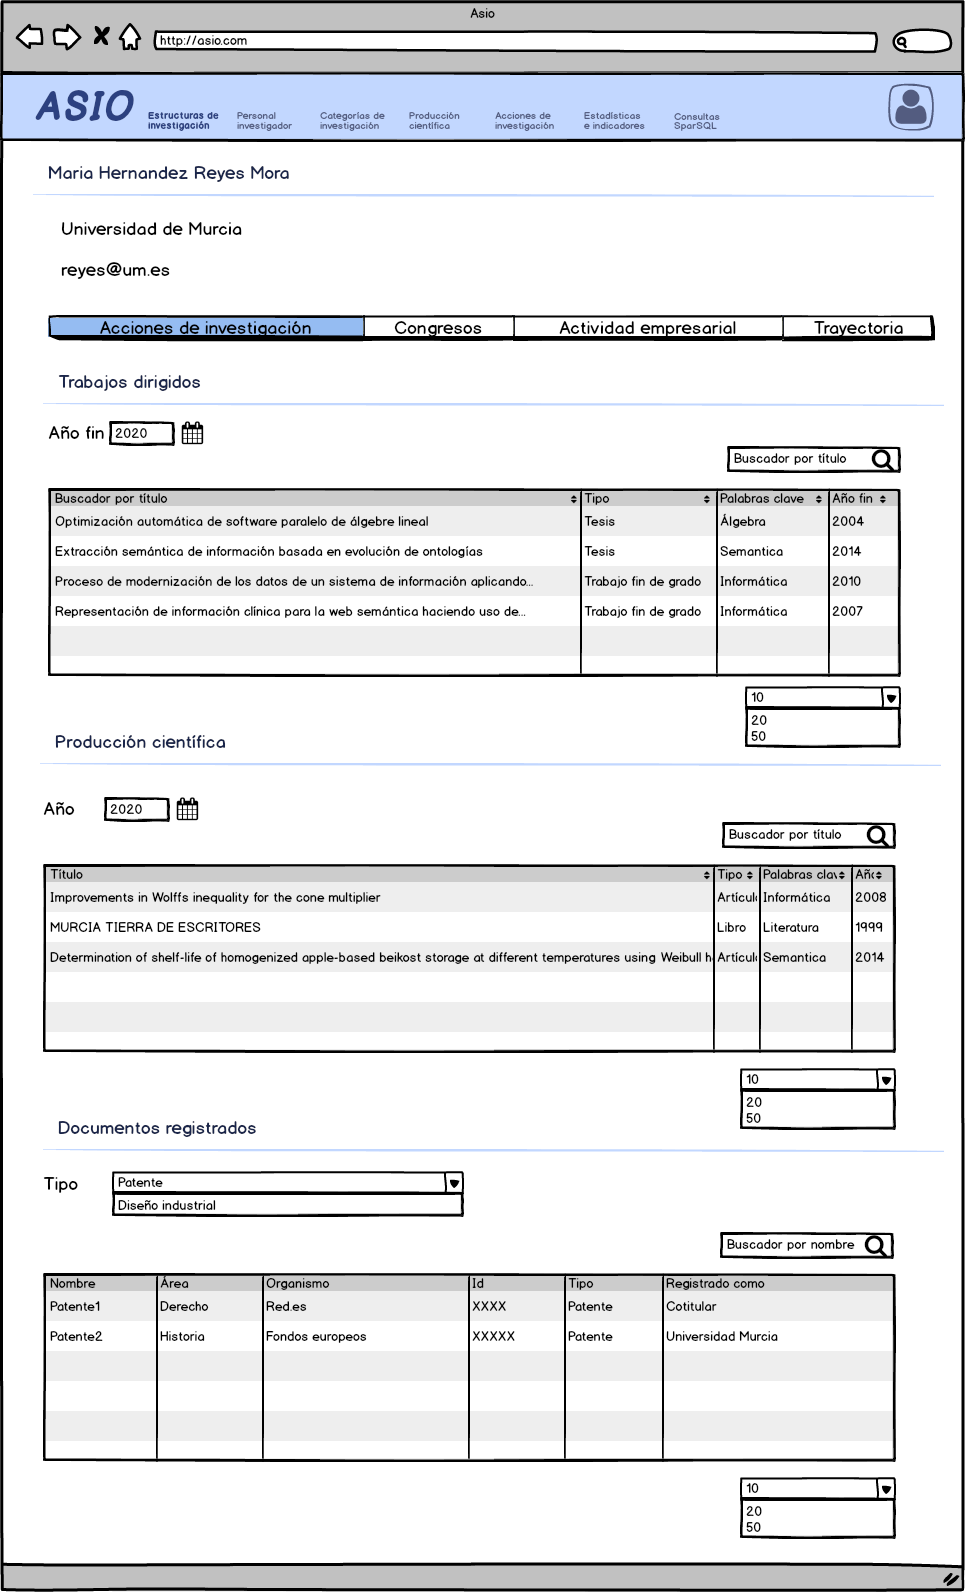 Asio
http://asio.com
ASIO
Estructuras de investigación
Personal investigador
Categorías de investigación
Producción científica
Acciones de investigación
Estadísticas e indicadores
Consultas SparSQL
Maria Hernandez Reyes Mora
Universidad de Murcia
reyes@um.es
Acciones de investigación Congresos Actividad empresarial Trayectoria
Trabajos dirigidos
Año fin 2020
Buscador por título
Buscador por título Tipo Palabras clave Año fin
Optimización automática de software paralelo de álgebre lineal Tesis Álgebra 2004
Extracción semántica de información basada en evolución de ontologías Tesis Semantica 2014
Proceso de modernización de los datos de un sistema de información aplicando... Trabajo fin de grado Informática 2010
Representación de información clínica para la web semántica haciendo uso de... Trabajo fin de grado Informática 2007
10
20
50
Producción científica
Año 2020
Buscador por título
Título Tipo Palabras clav Año
Improvements in Wolffs inequality for the cone multiplier Artícul Informática 2008
MURCIA TIERRA DE ESCRITORES Libro Literatura 1999
Determination of shelf-life of homogenized apple-based beikost storage at different temperatures using Weibull h Artícul Semantica 2014
10
20
50
Documentos registrados
Tipo Patente
Diseño industrial
Buscador por nombre
Nombre Área Organismo Id Tipo Registrado como
Patente1 Derecho Red.es XXXX Patente Cotitular
Patente2 Historia Fondos europeos XXXXX Patente Universidad Murcia
10
20
50